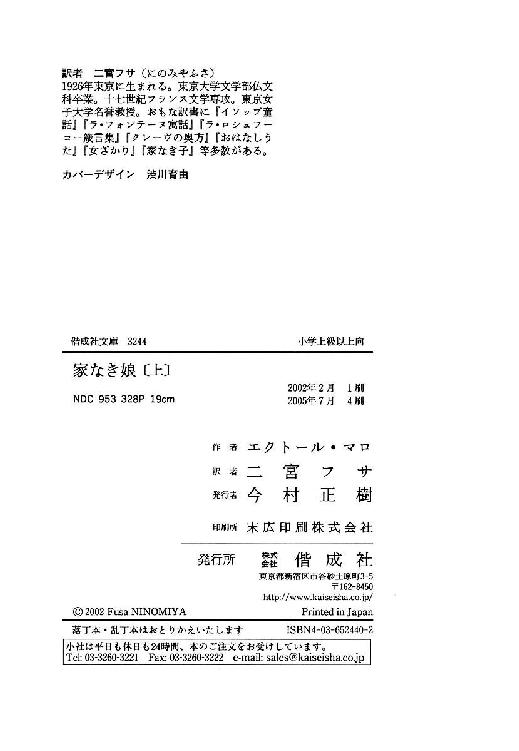 訳者　二宮フサ（にのみやふさ）
1926年東京に生まれる。東京大学文学部仏文
科卒業。十七世紀フランス文学専攻。東京女
子大学名誉教授。おもな訳書に『イソップ童
話』『ラ・フォンテーヌ寓話』『ラ・ロシュフー
コー箴言集』『クレーヴの奥方』『おはなしう
た』『女ざかり』『家なき子』等多数がある。
カバーデザイン　渋川育由
偕成社文庫　3244　小学上級以上向
家なき娘〔上〕
2002年2月　1刷
NDC 953 328P 19cm　2005年7月　4刷
作者　エクトール・マロ
訳者　二宮フサ
発行者　今村正樹
印刷所　末広印刷株式会社
発行所　株式会社　偕成社
東京都新宿区市谷砂土原町3-5
〒162-8450
http://www.kaiseisha.co.jp/
©2002 Fusa NINOMIYA　Printed in Japan
落丁本・乱丁本はおとりかえいたします　ISBN4-03-652440-2
小社は平日も休日も24時間、本のご注文をお受けしています。
Tel: 03-3260-3221　Fax: 03-3260-3222　e-mail: sales@kaiseisha.co.jp